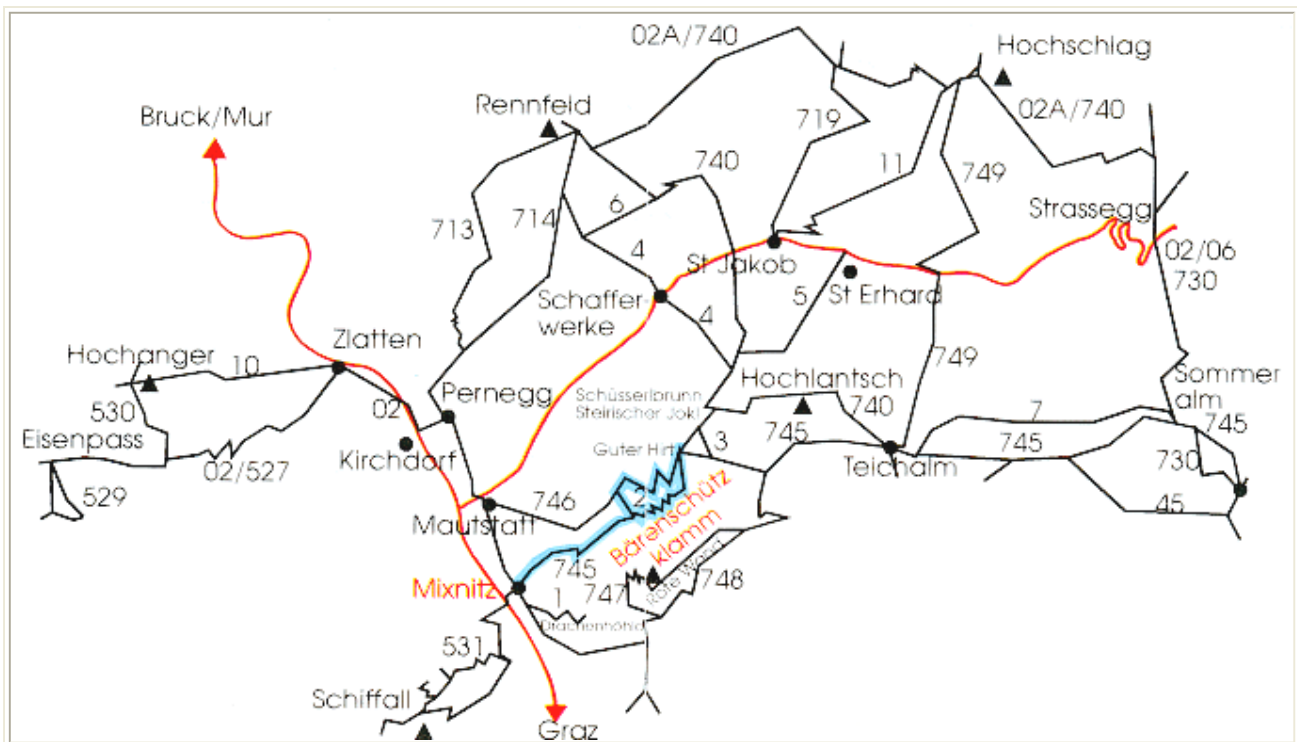 02A/740
Hochschlag
Bruck/Mur
Rennfeld
02A/740
719
740
11
749
6
714
713
Strassegg
4
St Jakob
02/06
730
St Erhard
5
Schaffer
werke
4
Zlatten
Hochanger
10
749
Sommer
alm
Hochlantsch
Schüsserlbrunn
Steirischer Jokl
Pernegg
02
530
740
7
745
745
745
Eisenpass
Kirchdorf
Guter Hirt
3
Teichalm
730
02/527
529
746
2
45
Mautstatt
Bärenschütz
klamm
745
Rote Wand
748
Mixnitz
747
1
Drachenhöhle
531
Schiffall
Graz